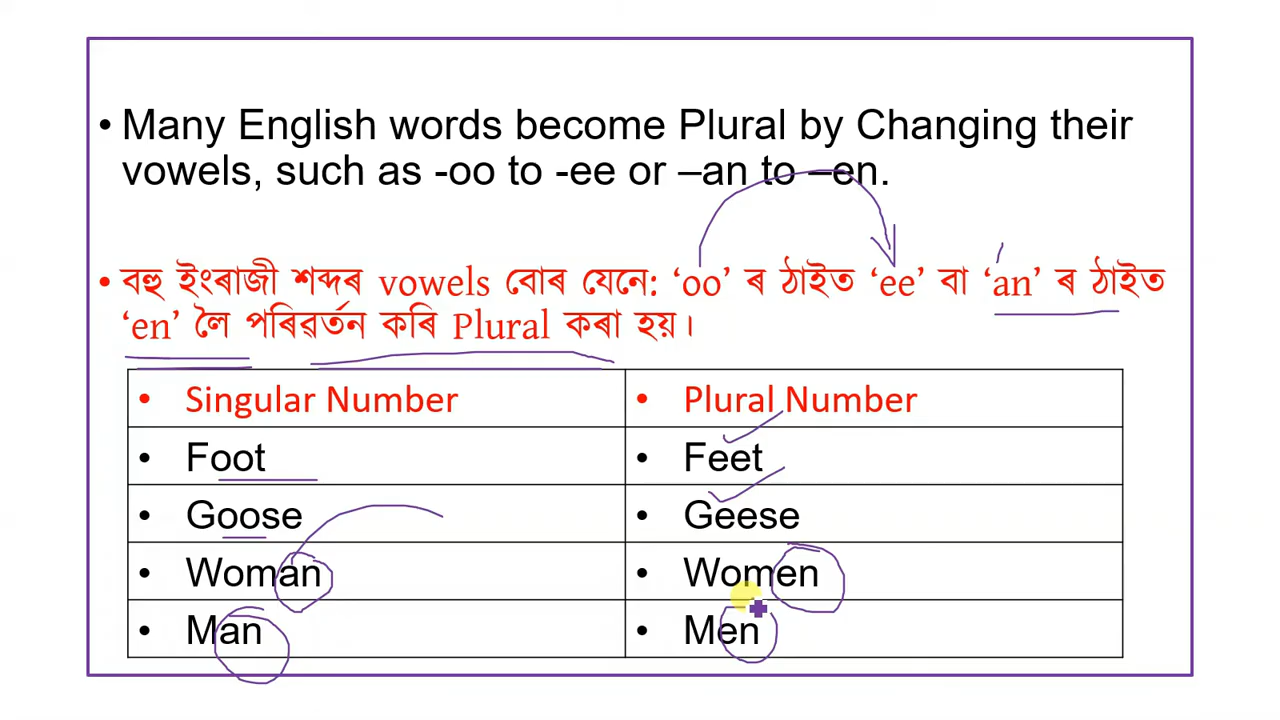 • Many English words become Plural by Changing their
vowels, such as -oo to -ee or –an to –en.
• বহু ইংৰাজী শব্দৰ vowels বোৰ যেনে: ‘oo’ ৰ ঠাইত ‘ee’ বা ‘an’ ৰ ঠাইত
‘en’ লৈ পৰিৱৰ্তন কৰি Plural কৰা হয়।
• Singular Number • Plural Number
• Foot • Feet
• Goose • Geese
• Woman • Women
• Man • Men